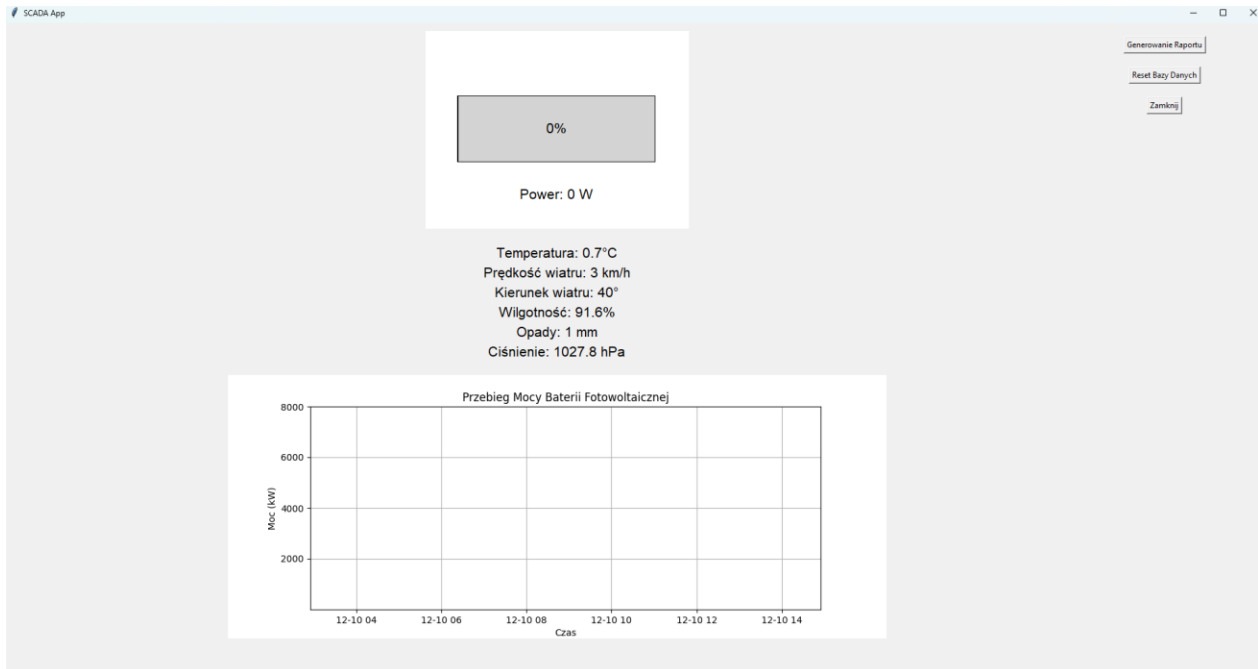 SCADA App
Generowanie Raportu
Reset Bazy Danych
Zamknij
0%
Power: 0 W
Temperatura: 0.7°C
Prędkość wiatru: 3 km/h
Kierunek wiatru: 40°
Wilgotność: 91.6%
Opady: 1 mm
Ciśnienie: 1027.8 hPa
Przebieg Mocy Baterii Fotowoltaicznej
8000
6000
4000
2000
Moc (kW)
12-10 04 12-10 06 12-10 08 12-10 10 12-10 12 12-10 14
Czas